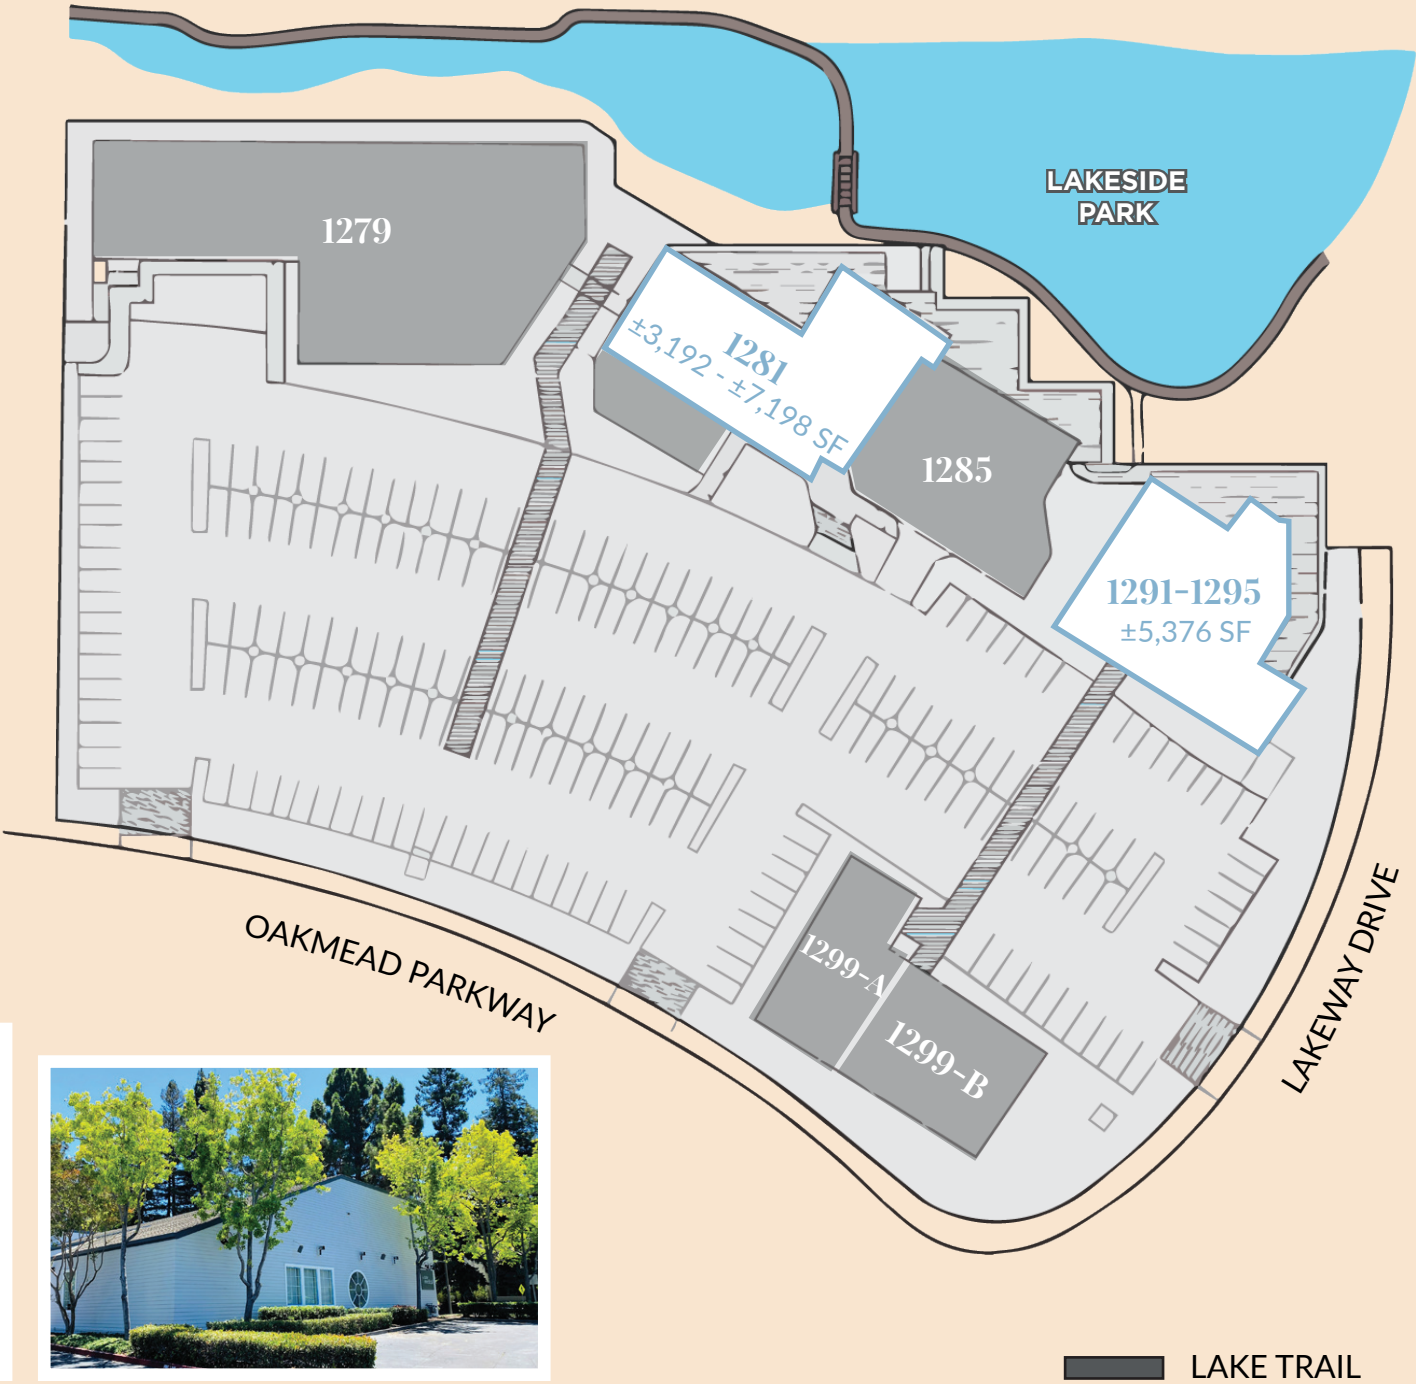 LAKESIDE
PARK
1279
1281
±3,192 - ±7,198 SF
1285
1291-1295
±5,376 SF
1299-A
1299-B
OAKMEAD PARKWAY
LAKEWAY DRIVE
LAKE TRAIL